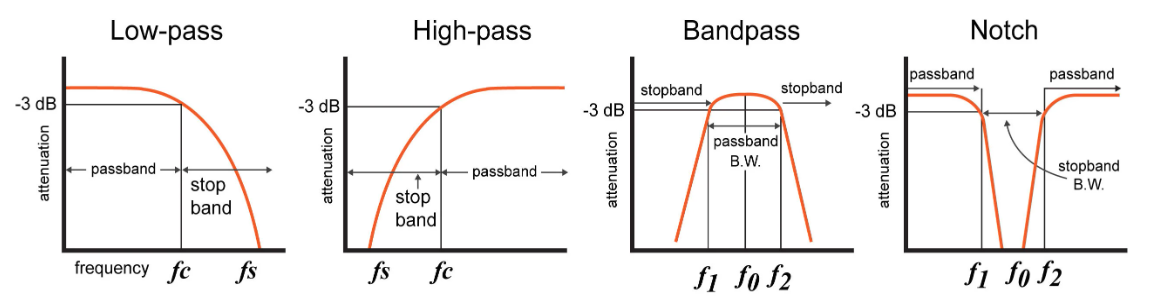 Low-pass
-3 dB
attenuation
passband
stop
band
frequency
fc
fs
High-pass
-3 dB
attenuation
passband
stop
band
fs
fc
Bandpass
stopband
stopband
-3 dB
attenuation
passband
B.W.
f1 f0 f2
Notch
passband
passband
-3 dB
attenuation
stopband
B.W.
f1 f0 f2